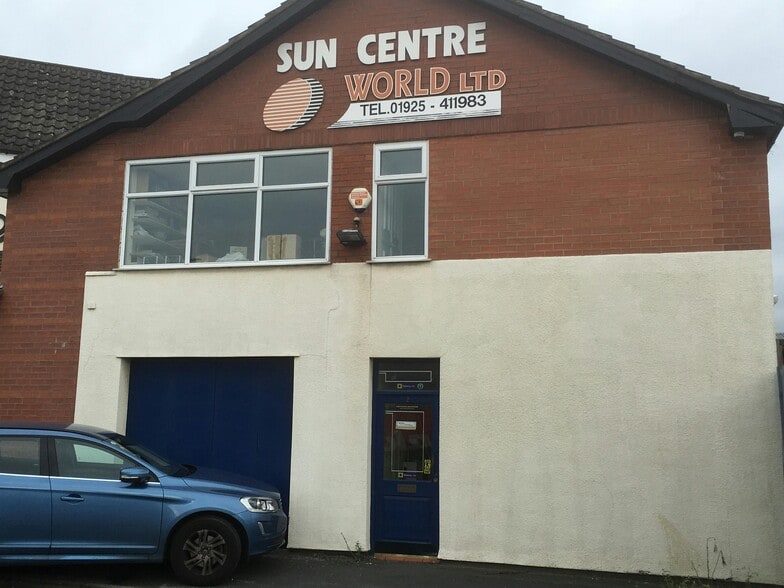 SUN CENTRE
WORLD LTD
TEL.01925 - 411983